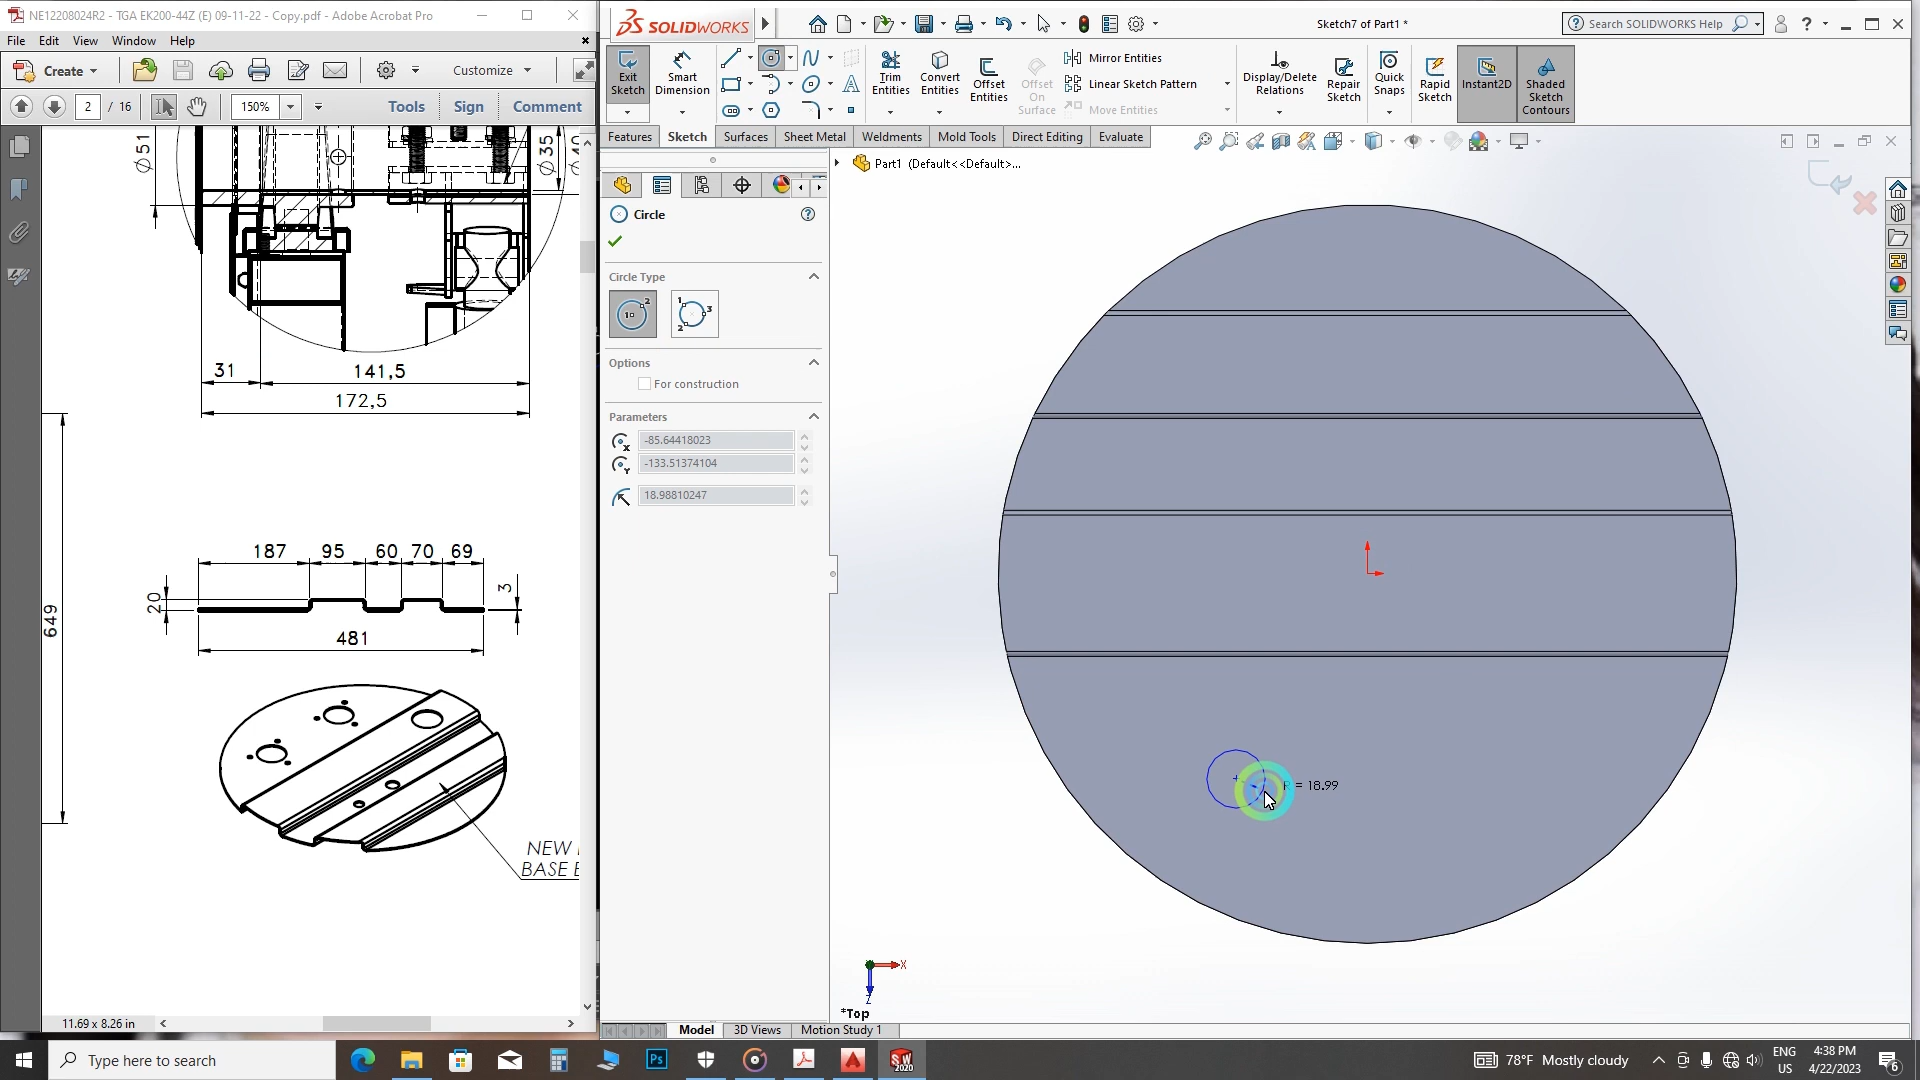 NE12208024R2 - TGA EK200-44Z (E) 09-11-22 - Copy.pdf - Adobe Acrobat Pro
File Edit View Window Help
Create
Customize
2 / 16
150%
Tools Sign Comment
Ø51
Ø35
31
141,5
172,5
649
187 95 60 70 69
20
3
481
NEW
BASE
11.69 x 8.26 in
SOLIDWORKS
Sketch7 of Part1 *
Search SOLIDWORKS Help
Exit Sketch
Smart Dimension
Trim Entities
Convert Entities
Offset Entities
Offset On Surface
Mirror Entities
Linear Sketch Pattern
Move Entities
Display/Delete Relations
Repair Sketch
Quick Snaps
Rapid Sketch
Instant2D
Shaded Sketch Contours
Features Sketch Surfaces Sheet Metal Weldments Mold Tools Direct Editing Evaluate
Part1 (Default<<Default>...
Circle
Circle Type
Options
For construction
Parameters
-85.64418023
-133.51374104
18.98810247
= 18.99
X
Z
*Top
Model 3D Views Motion Study 1
Type here to search
Ps
SW
2020
78°F Mostly cloudy
ENG
US
4:38 PM
4/22/2023
6